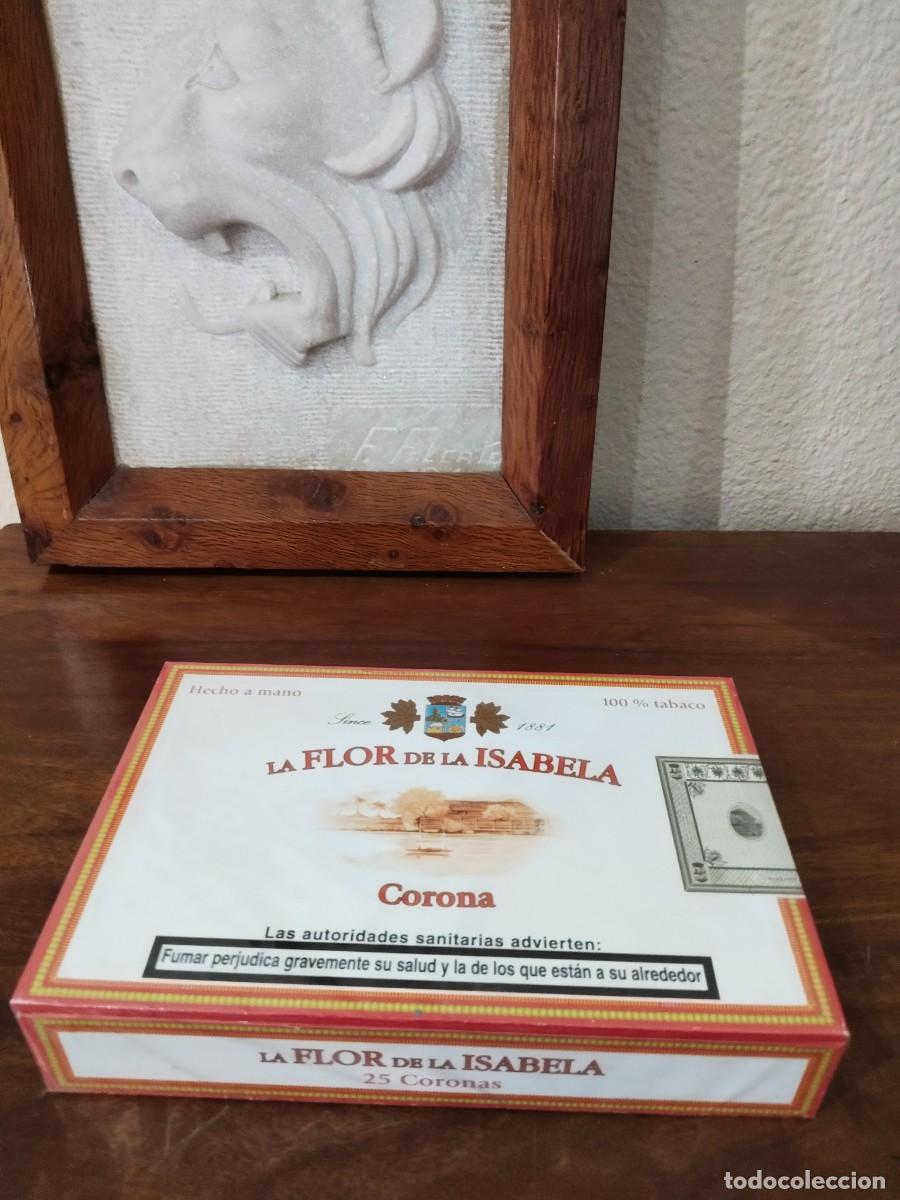 Hecho a mano
100 % tabaco
Since 1881
LA FLOR DE LA ISABELA
Corona
Las autoridades sanitarias advierten:
Fumar perjudica gravemente su salud y la de los que están a su alrededor
LA FLOR DE LA ISABELA
25 Coronas
todocoleccion